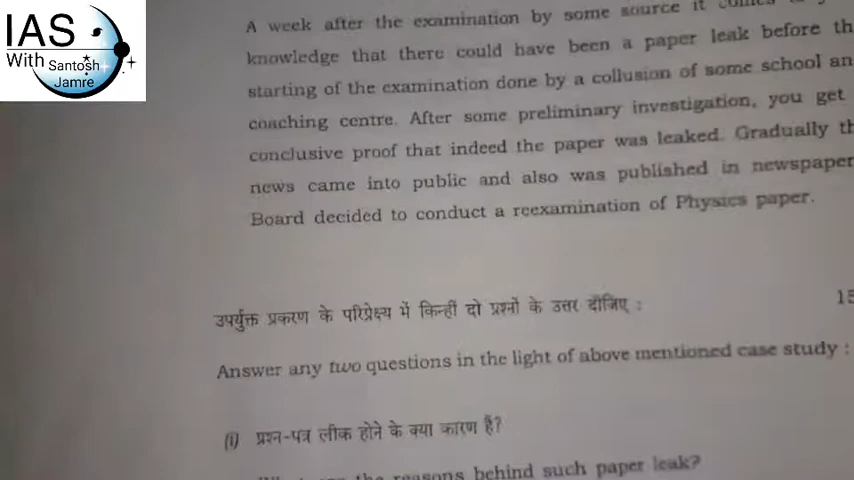 IAS
With Santosh
Jamre
A week after the examination by some source it comes to
knowledge that there could have been a paper leak before
starting of the examination done by a collusion of some school
coaching centre. After some preliminary investigation, you get
conclusive proof that indeed the paper was leaked. Gradually
news came into public and also was published in newspaper
Board decided to conduct a reexamination of Physics paper.
उपर्युक्त प्रकरण के परिप्रेक्ष्य में किन्हीं दो प्रश्नों के उत्तर दीजिए :
Answer any two questions in the light of above mentioned case study :
(i) प्रश्न-पत्र लीक होने के क्या कारण हैं?
the reasons behind such paper leak?